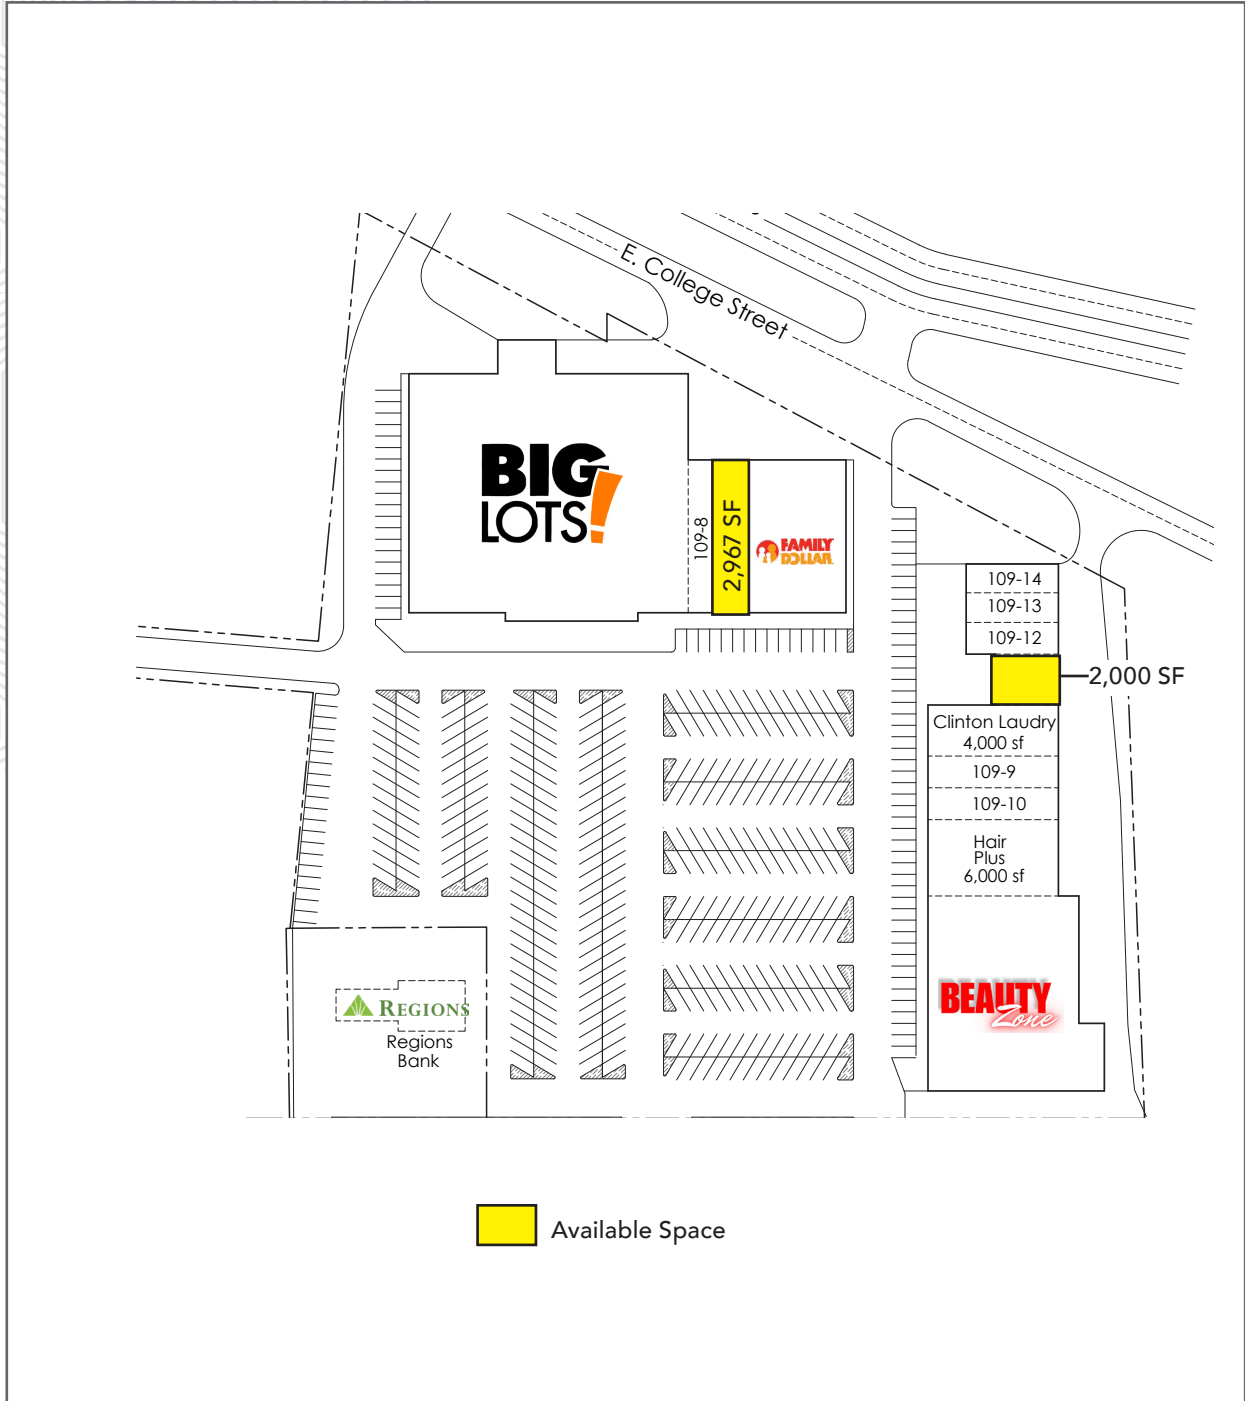 E. College Street
BIG
LOTS!
109-8
2,967 SF
FAMILY
DOLLAR
109-14
109-13
109-12
2,000 SF
Clinton Laudry
4,000 sf
109-9
109-10
Hair
Plus
6,000 sf
BEAUTY
Zone
REGIONS
Regions
Bank
Available Space